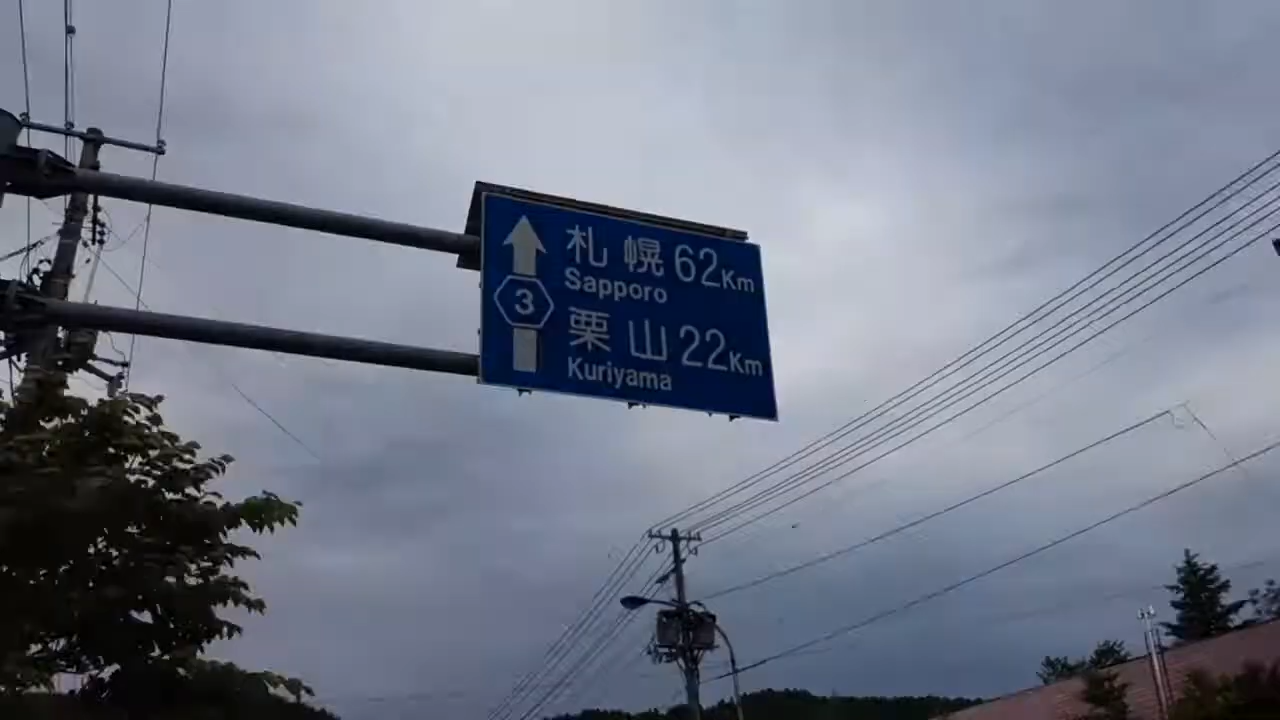 札幌 62Km
Sapporo
3
栗山 22Km
Kuriyama